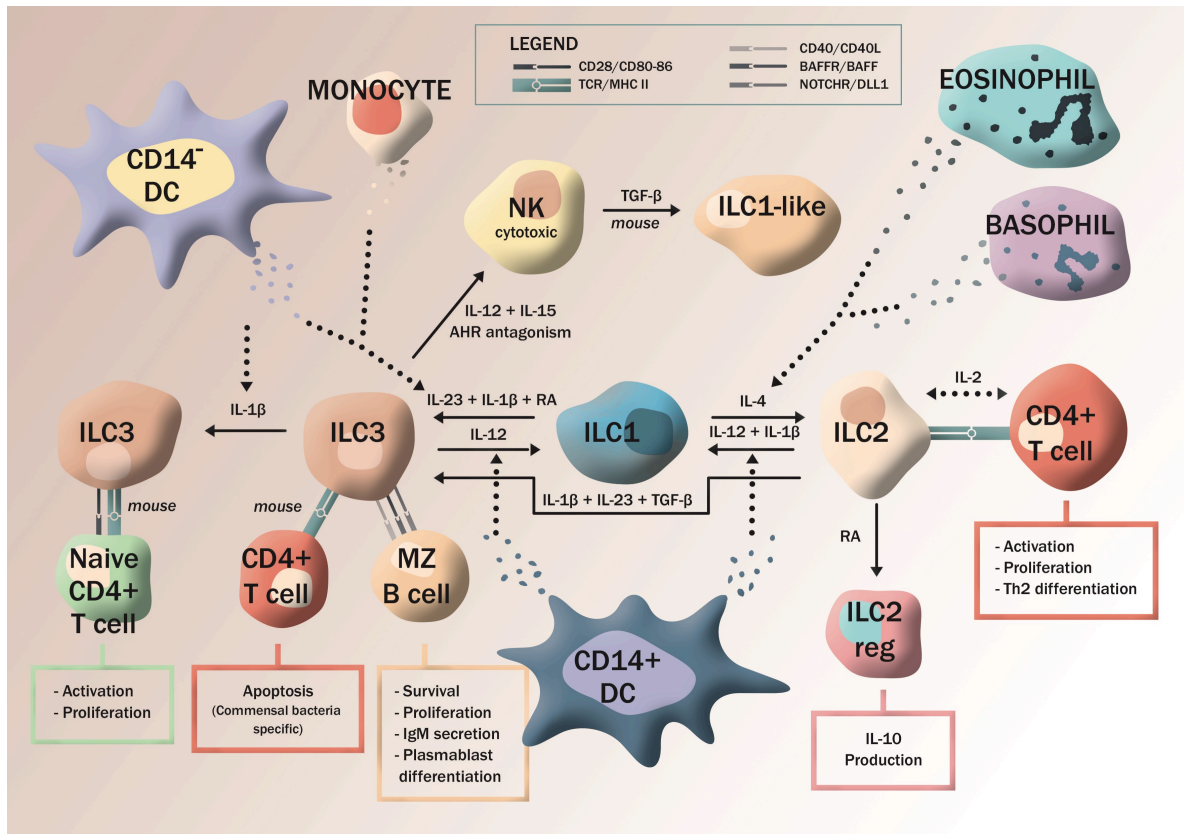 LEGEND
CD28/CD80-86
TCR/MHC II
CD40/CD40L
BAFFR/BAFF
NOTCHR/DLL1
MONOCYTE
EOSINOPHIL
CD14⁻
DC
NK
cytotoxic
TGF-β
mouse
ILC1-like
BASOPHIL
IL-12 + IL-15
AHR antagonism
IL-1β
IL-23 + IL-1β + RA
IL-4
IL-2
ILC3
ILC3
IL-12
ILC1
IL-12 + IL-1β
ILC2
CD4+
T cell
IL-1β + IL-23 + TGF-β
mouse
mouse
RA
Naive
CD4+
T cell
CD4+
T cell
MZ
B cell
- Activation
- Proliferation
- Th2 differentiation
ILC2
reg
CD14+
DC
- Activation
- Proliferation
Apoptosis
(Commensal bacteria
specific)
- Survival
- Proliferation
- IgM secretion
- Plasmablast
differentiation
IL-10
Production